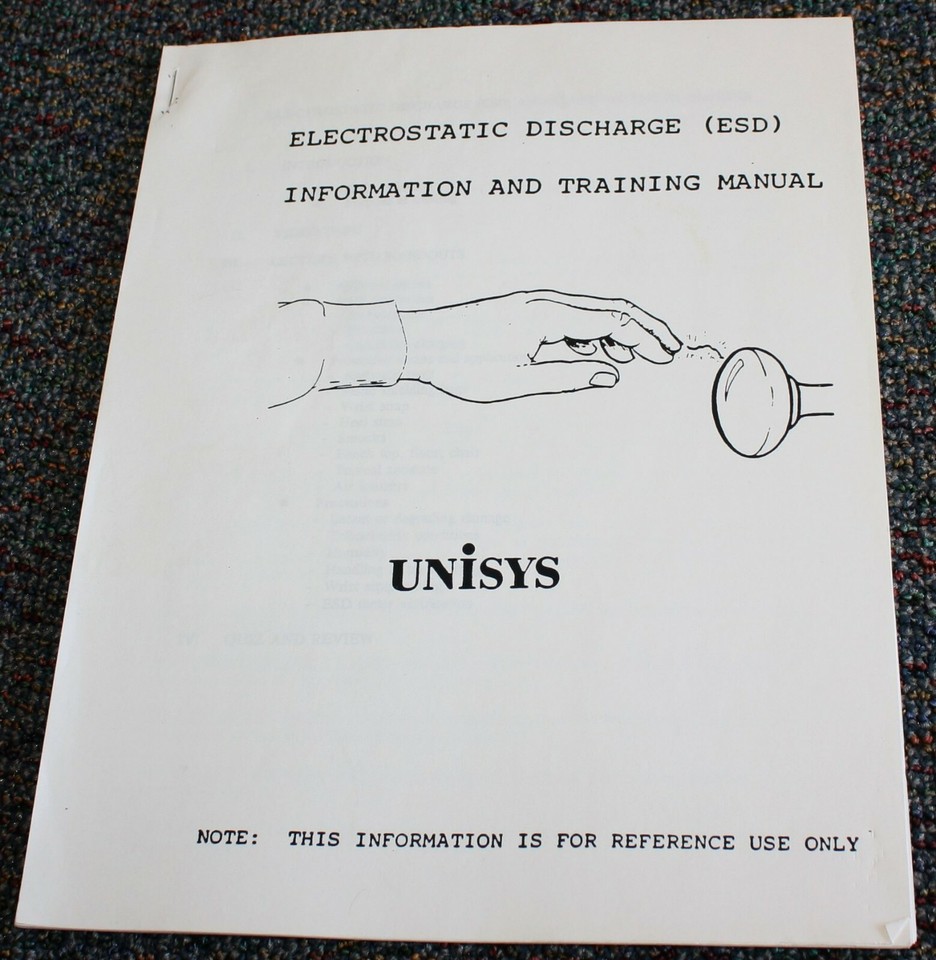 ELECTROSTATIC DISCHARGE (ESD)
INFORMATION AND TRAINING MANUAL
UNiSYS
NOTE: THIS INFORMATION IS FOR REFERENCE USE ONLY